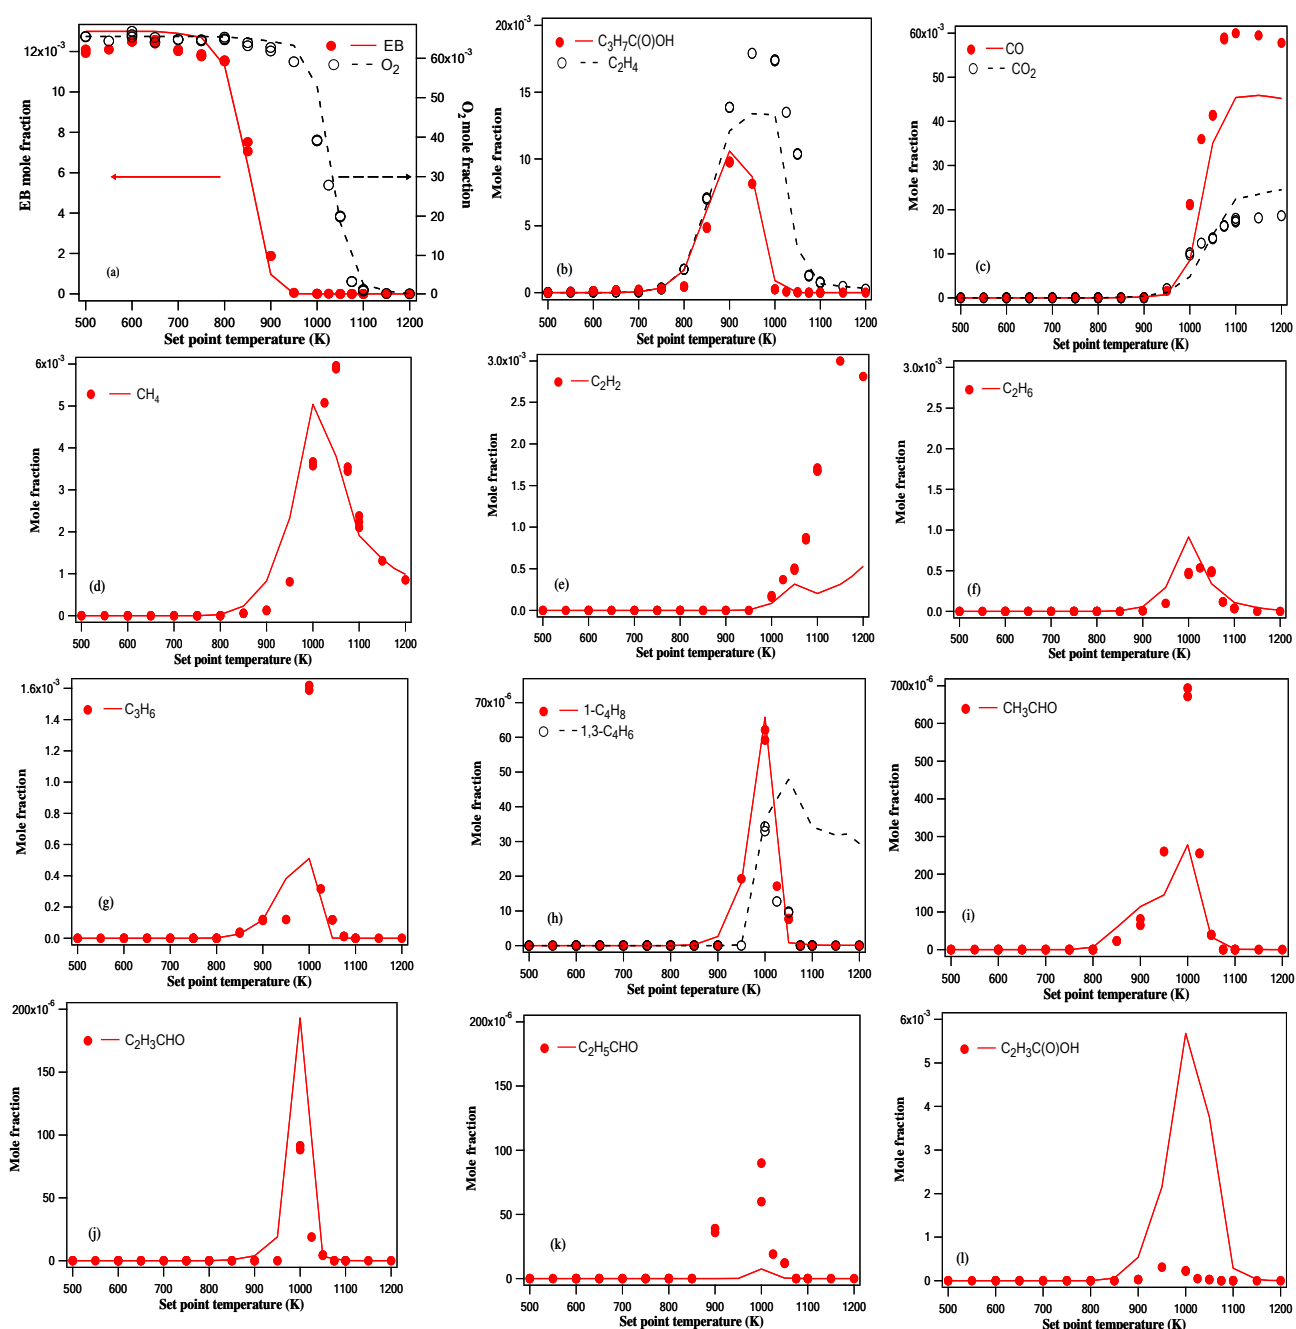 12x10⁻³
10
8
6
4
2
0
EB mole fraction
EB
O₂
60x10⁻³
50
40
30
20
10
0
O₂ mole fraction
(a)
500 600 700 800 900 1000 1100 1200
Set point temperature (K)
20x10⁻³
15
10
5
0
Mole fraction
C₃H₇C(O)OH
C₂H₄
(b)
500 600 700 800 900 1000 1100 1200
Set point temperature (K)
60x10⁻³
50
40
30
20
10
0
Mole fraction
CO
CO₂
(c)
500 600 700 800 900 1000 1100 1200
Set point temperature (K)
6x10⁻³
5
4
3
2
1
0
Mole fraction
CH₄
(d)
500 600 700 800 900 1000 1100 1200
Set point temperature (K)
3.0x10⁻³
2.5
2.0
1.5
1.0
0.5
0.0
Mole fraction
C₂H₂
(e)
500 600 700 800 900 1000 1100 1200
Set point temperature (K)
3.0x10⁻³
2.5
2.0
1.5
1.0
0.5
0.0
Mole fraction
C₂H₆
(f)
500 600 700 800 900 1000 1100 1200
Set point temperature (K)
1.6x10⁻³
1.4
1.2
1.0
0.8
0.6
0.4
0.2
0.0
Mole fraction
C₃H₆
(g)
500 600 700 800 900 1000 1100 1200
Set point temperature (K)
70x10⁻⁶
60
50
40
30
20
10
0
Mole fraction
1-C₄H₈
1,3-C₄H₆
(h)
500 600 700 800 900 1000 1100 1200
Set point teperature (K)
700x10⁻⁶
600
500
400
300
200
100
0
Mole fraction
CH₃CHO
(i)
500 600 700 800 900 1000 1100 1200
Set point temperature (K)
200x10⁻⁶
150
100
50
0
Mole fraction
C₂H₃CHO
(j)
500 600 700 800 900 1000 1100 1200
Set point temperature (K)
200x10⁻⁶
150
100
50
0
Mole fraction
C₂H₅CHO
(k)
500 600 700 800 900 1000 1100 1200
Set point temperature (K)
6x10⁻³
5
4
3
2
1
0
Mole fraction
C₂H₃C(O)OH
(l)
500 600 700 800 900 1000 1100 1200
Set point temperature (K)